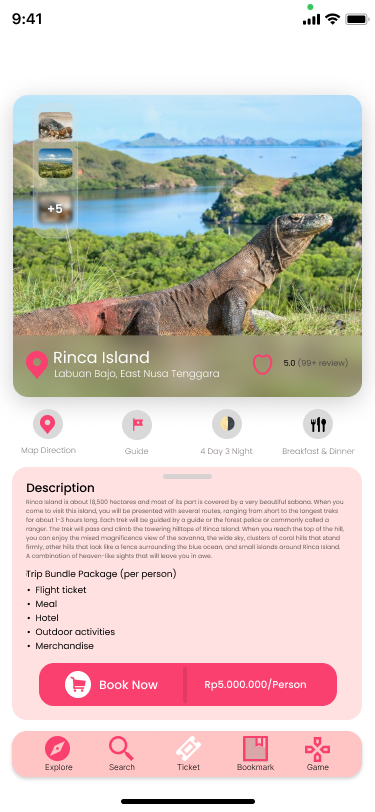 9:41
+5
Rinca Island
Labuan Bajo, East Nusa Tenggara
5.0 (99+ review)
Map Direction
Guide
4 Day 3 Night
Breakfast & Dinner
Description
Rinca Island is about 18,500 hectares and most of its part is covered by a very beautiful sabana. When you
come to visit this island, you will be presented with several routes, ranging from short to the longest treks
for about 1-3 hours long. Each trek will be guided by a guide or the forest police or commonly called a
ranger. The trek will pass and climb the towering hilltops of Rinca Island. When you reach the top of the hill,
you can enjoy the mixed magnificence view of the savanna, the wide sky, clusters of coral hills that stand
firmly, other hills that look like a fence surrounding the blue ocean, and small islands around Rinca Island.
A combination of heaven-like sights that will leave you in awe.
Trip Bundle Package (per person)
• Flight ticket
• Meal
• Hotel
• Outdoor activities
• Merchandise
Book Now
Rp5.000.000/Person
Explore
Search
Ticket
Bookmark
Game